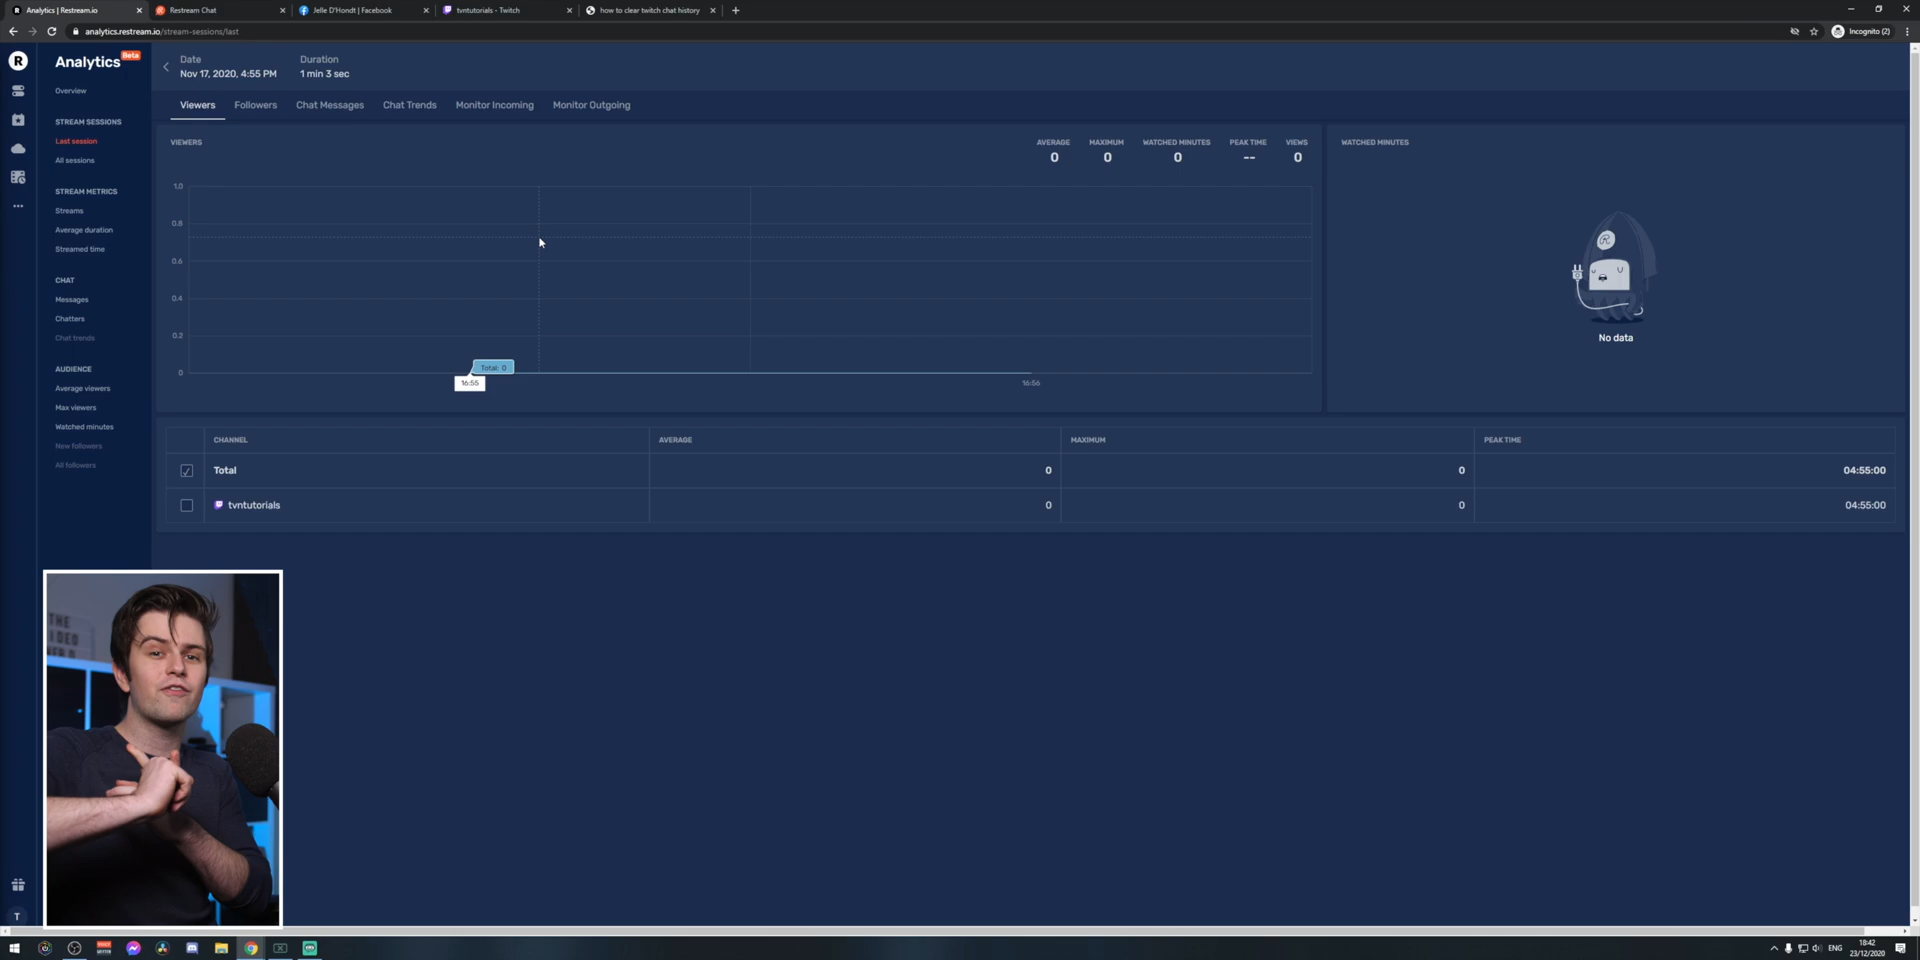 Analytics | Restream.io
Restream Chat
Jelle D'Hondt | Facebook
tvntutorials - Twitch
how to clear twitch chat history
analytics.restream.io/stream-sessions/last
Incognito (2)
R
Analytics Beta
Overview
STREAM SESSIONS
Last session
All sessions
STREAM METRICS
Streams
Average duration
Streamed time
CHAT
Messages
Chatters
Chat trends
AUDIENCE
Average viewers
Max viewers
Watched minutes
New followers
All followers
T
Date
Nov 17, 2020, 4:55 PM
Duration
1 min 3 sec
Viewers
Followers
Chat Messages
Chat Trends
Monitor Incoming
Monitor Outgoing
VIEWERS
AVERAGE
0
MAXIMUM
0
WATCHED MINUTES
0
PEAK TIME
--
VIEWS
0
1.0
0.8
0.6
0.4
0.2
0
Total: 0
16:55
16:56
WATCHED MINUTES
No data
CHANNEL AVERAGE MAXIMUM PEAK TIME
Total 0 0 04:55:00
tvntutorials 0 0 04:55:00
THE
VIDEO
ENG
18:42
23/12/2020